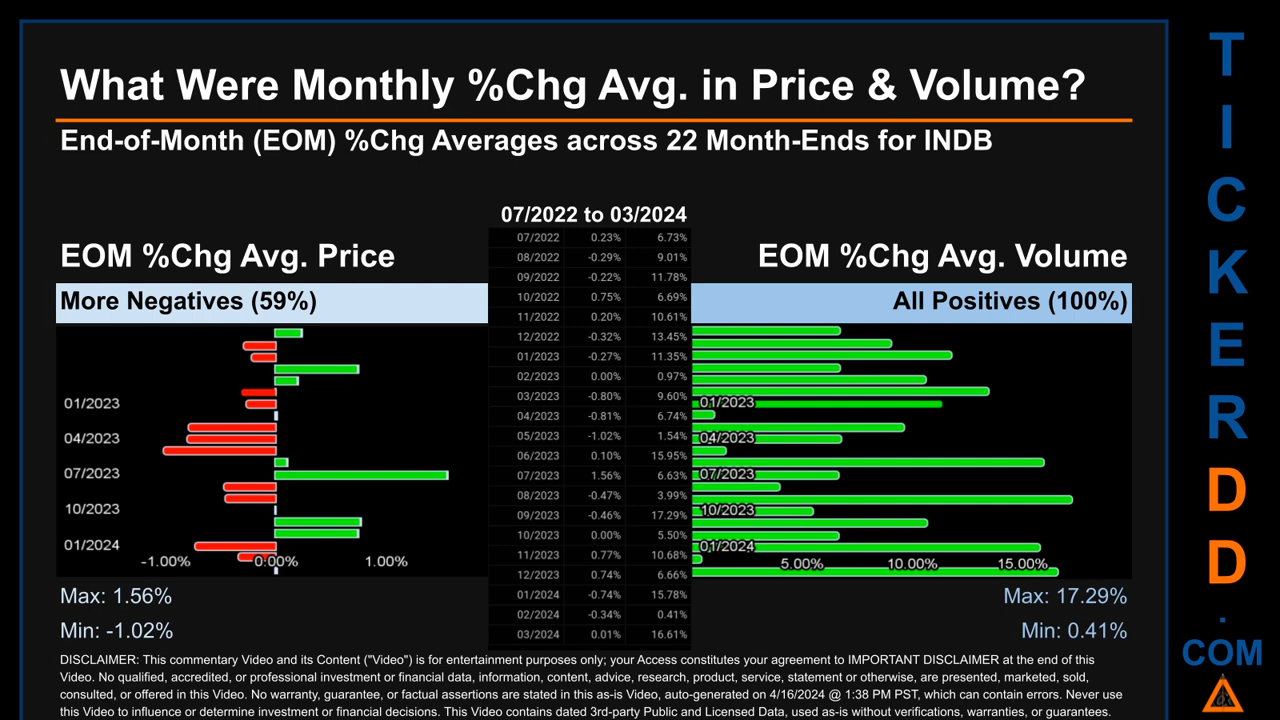 What Were Monthly %Chg Avg. in Price & Volume?
End-of-Month (EOM) %Chg Averages across 22 Month-Ends for INDB
07/2022 to 03/2024
EOM %Chg Avg. Price
EOM %Chg Avg. Volume
More Negatives (59%)
All Positives (100%)
07/2022 0.23% 6.73%
08/2022 -0.29% 9.01%
09/2022 -0.22% 11.78%
10/2022 0.75% 6.69%
11/2022 0.20% 10.61%
12/2022 -0.32% 13.45%
01/2023 -0.27% 11.35%
02/2023 0.00% 0.97%
03/2023 -0.80% 9.60%
04/2023 -0.81% 6.74%
05/2023 -1.02% 1.54%
06/2023 0.10% 15.95%
07/2023 1.56% 6.63%
08/2023 -0.47% 3.99%
09/2023 -0.46% 17.29%
10/2023 0.00% 5.50%
11/2023 0.77% 10.68%
12/2023 0.74% 6.66%
01/2024 -0.74% 15.78%
02/2024 -0.34% 0.41%
03/2024 0.01% 16.61%
01/2023
04/2023
07/2023
10/2023
01/2024
-1.00% 0.00% 1.00%
01/2023
04/2023
07/2023
10/2023
01/2024
5.00% 10.00% 15.00%
Max: 1.56%
Min: -1.02%
Max: 17.29%
Min: 0.41%
DISCLAIMER: This commentary Video and its Content ("Video") is for entertainment purposes only; your Access constitutes your agreement to IMPORTANT DISCLAIMER at the end of this
Video. No qualified, accredited, or professional investment or financial data, information, content, advice, research, product, service, statement or otherwise, are presented, marketed, sold,
consulted, or offered in this Video. No warranty, guarantee, or factual assertions are stated in this as-is Video, auto-generated on 4/16/2024 @ 1:38 PM PST, which can contain errors. Never use
this Video to influence or determine investment or financial decisions. This Video contains dated 3rd-party Public and Licensed Data, used as-is without verifications, warranties, or guarantees.
T
I
C
K
E
R
D
D
.
COM